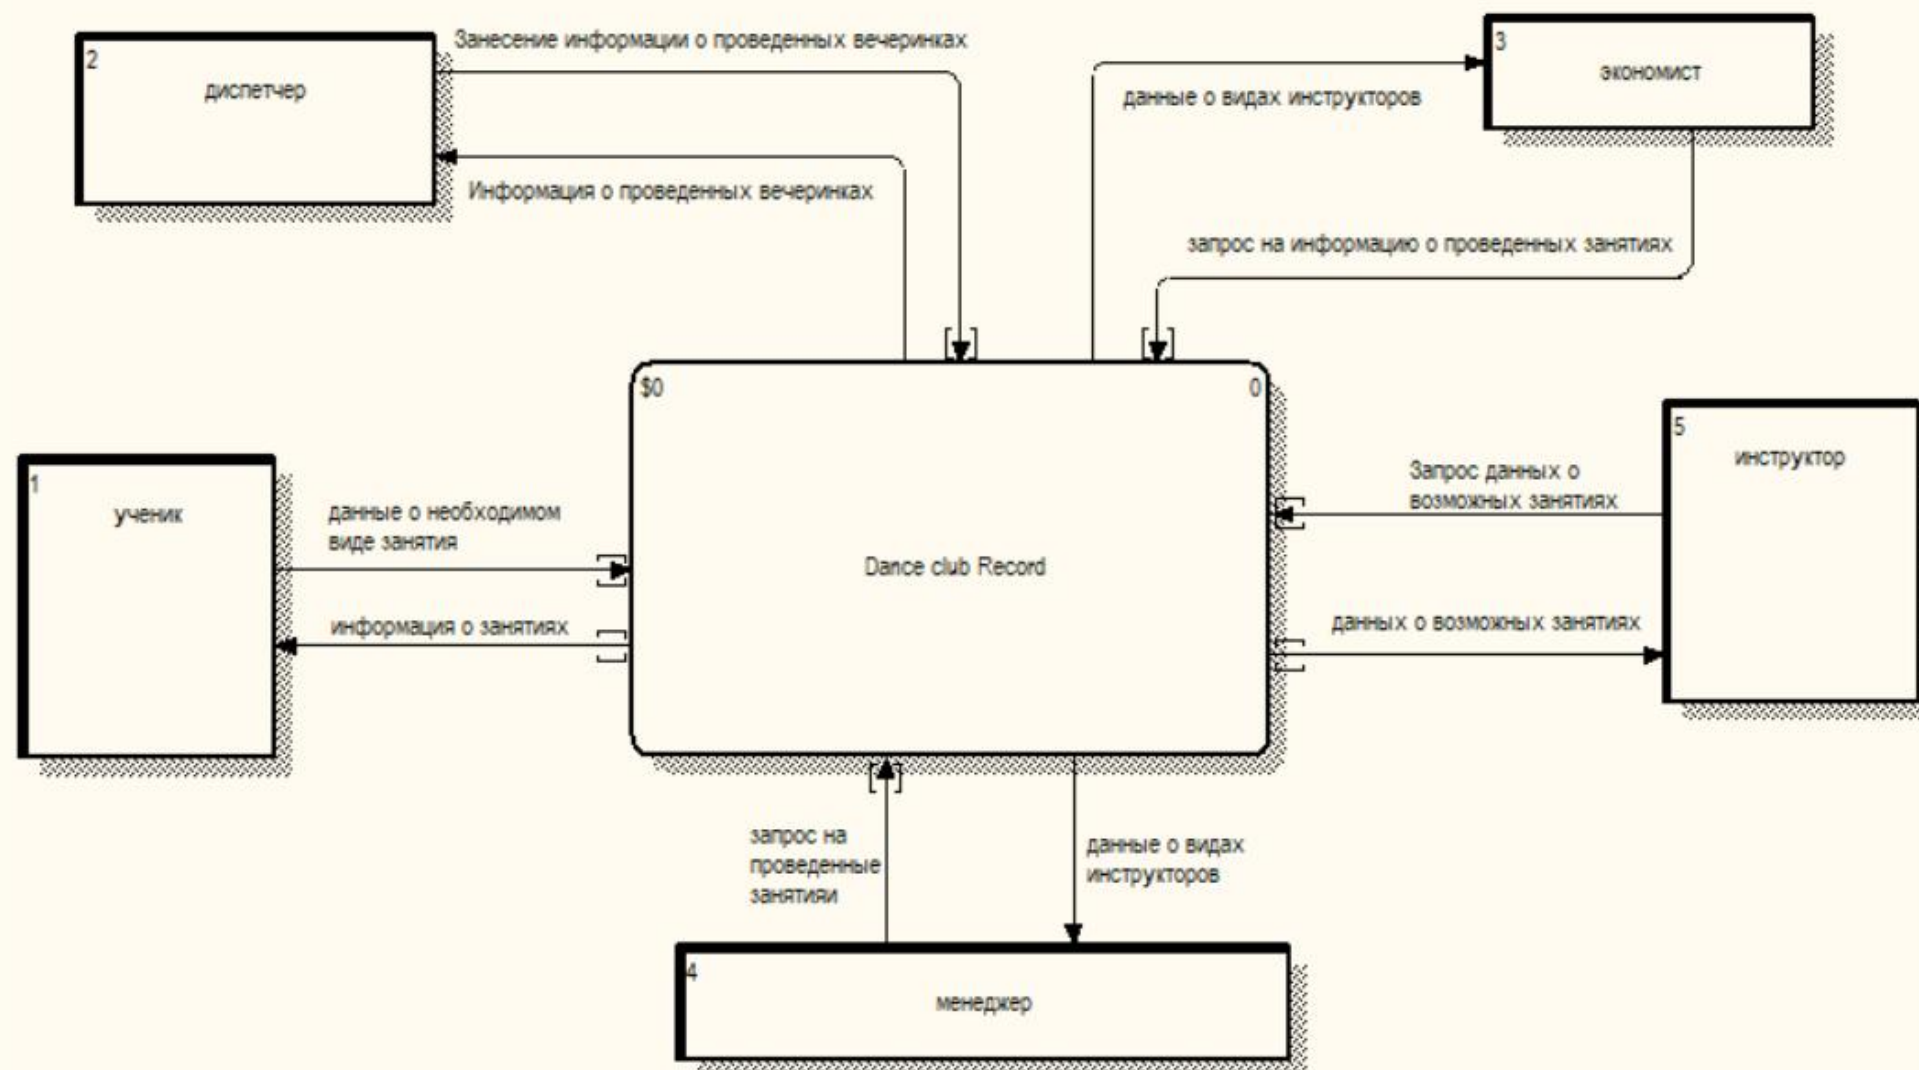 2
диспетчер
Занесение информации о проведенных вечеринках
Информация о проведенных вечеринках
3
экономист
данные о видах инструкторов
запрос на информацию о проведенных занятиях
$0
0
Dance club Record
1
ученик
данные о необходимом
виде занятия
информация о занятиях
5
инструктор
Запрос данных о
возможных занятиях
данных о возможных занятиях
запрос на
проведенные
занятияи
данные о видах
инструкторов
4
менеджер